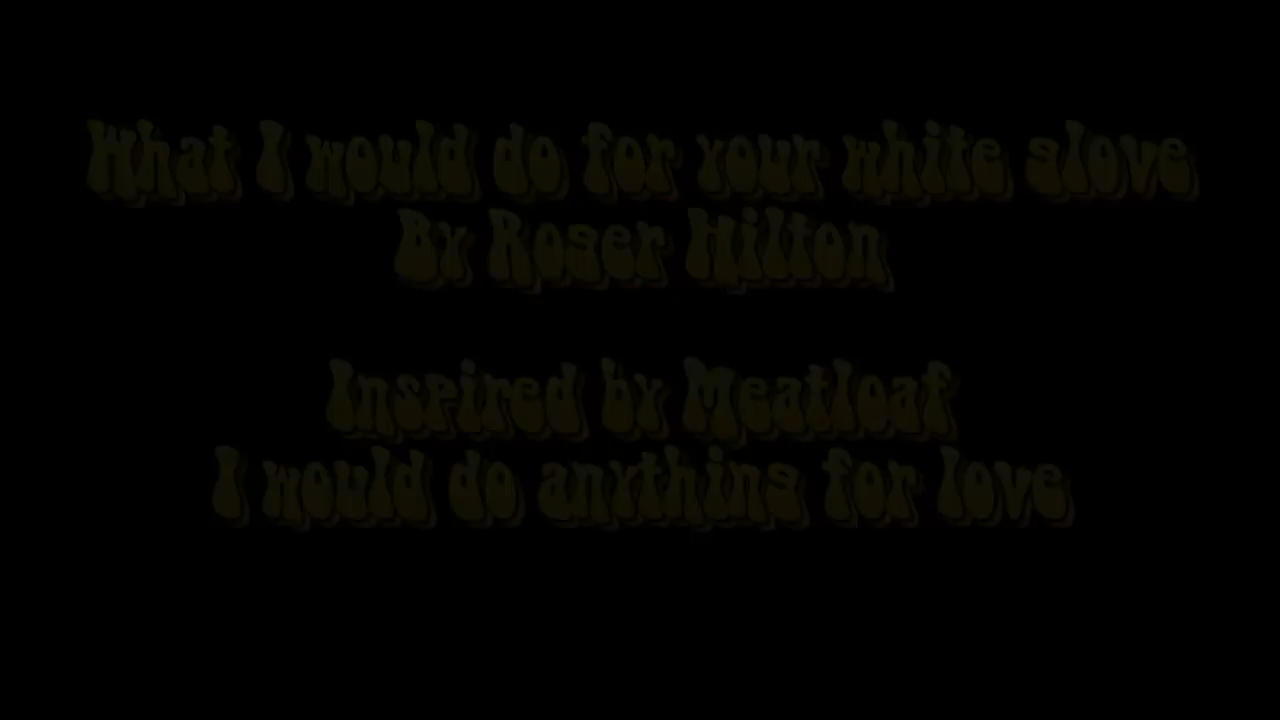 What I would do for your white glove
By Roger Hilton
Inspired by Meatloaf
I would do anything for love